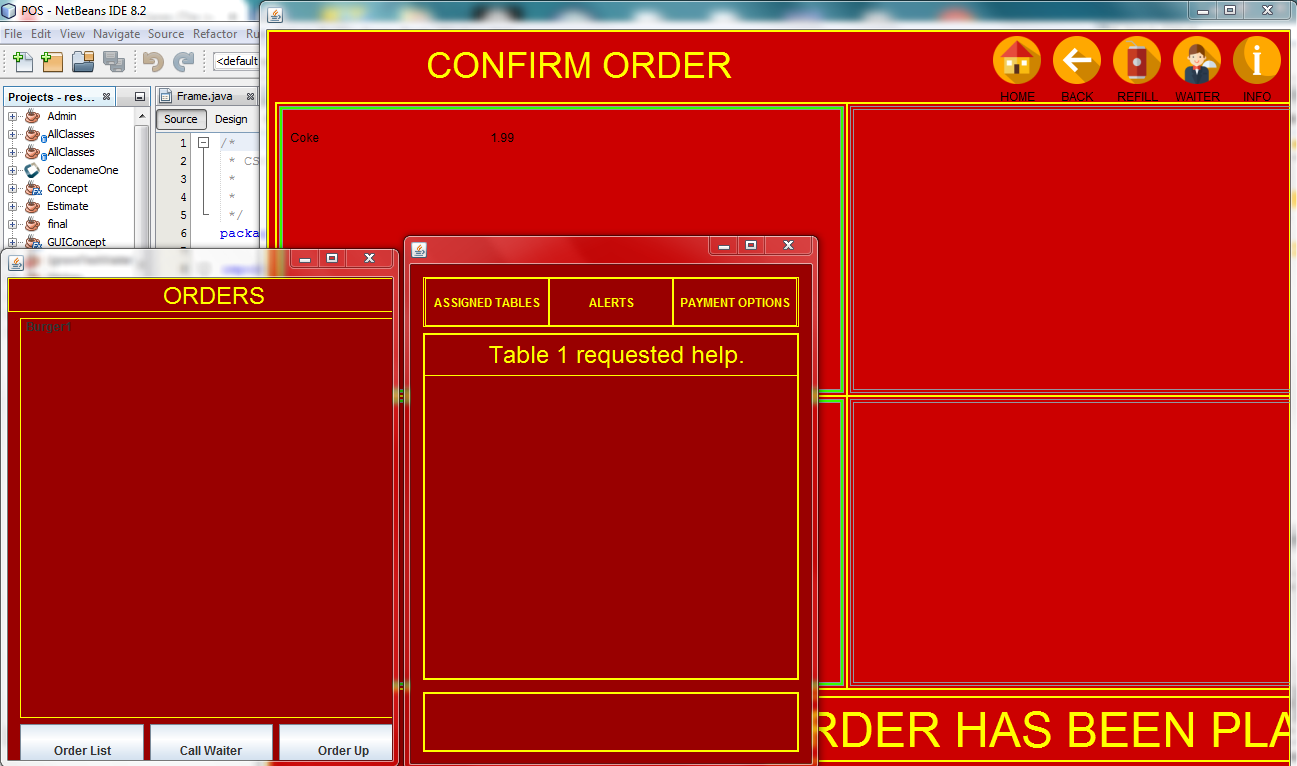 POS - NetBeans IDE 8.2
File Edit View Navigate Source Refactor Ru
<default
Projects - res...
Frame.java
Source Design
Admin
AllClasses
AllClasses
CodenameOne
Concept
Estimate
final
GUIConcept
1 /*
2 * CS
3 *
4 *
5 */
6 packa
CONFIRM ORDER
HOME BACK REFILL WAITER INFO
Coke 1.99
ORDERS
Order List Call Waiter Order Up
ASSIGNED TABLES ALERTS PAYMENT OPTIONS
Table 1 requested help.
RDER HAS BEEN PLA